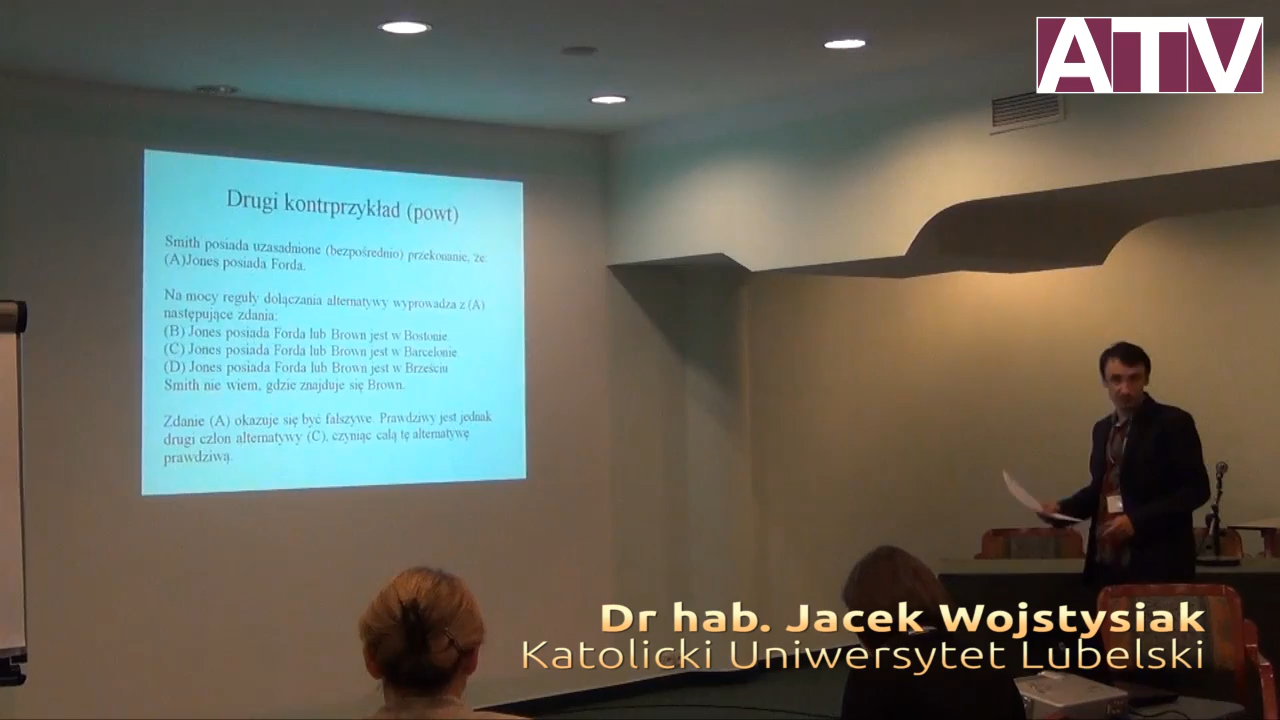 ATV
Drugi kontrprzykład (powt)
Smith posiada uzasadnione (bezpośrednio) przekonanie, że:
(A)Jones posiada Forda.
Na mocy reguły dołączania alternatywy wyprowadza z (A)
następujące zdania:
(B) Jones posiada Forda lub Brown jest w Bostonie.
(C) Jones posiada Forda lub Brown jest w Barcelonie.
(D) Jones posiada Forda lub Brown jest w Brześciu
Smith nie wiem, gdzie znajduje się Brown.
Zdanie (A) okazuje się być fałszywe. Prawdziwy jest jednak
drugi człon alternatywy (C), czyniąc całą tę alternatywę
prawdziwą.
Dr hab. Jacek Wojstysiak
Katolicki Uniwersytet Lubelski